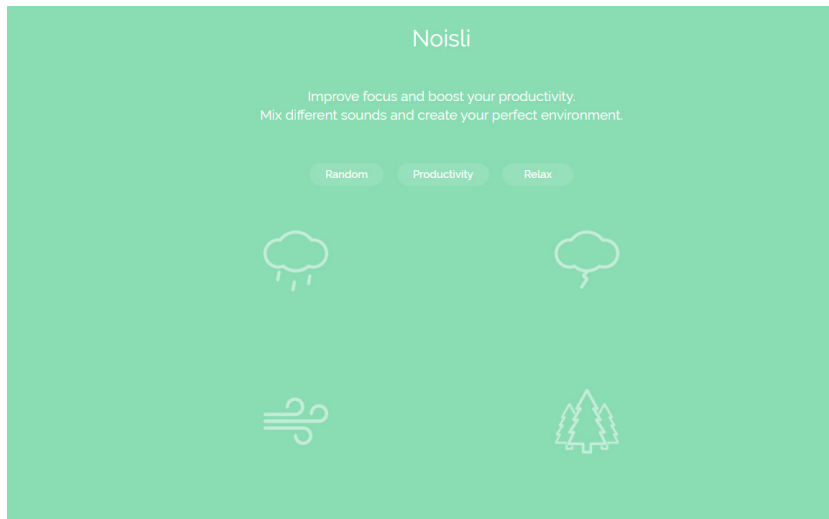 Noisli
Improve focus and boost your productivity.
Mix different sounds and create your perfect environment.
Random
Productivity
Relax